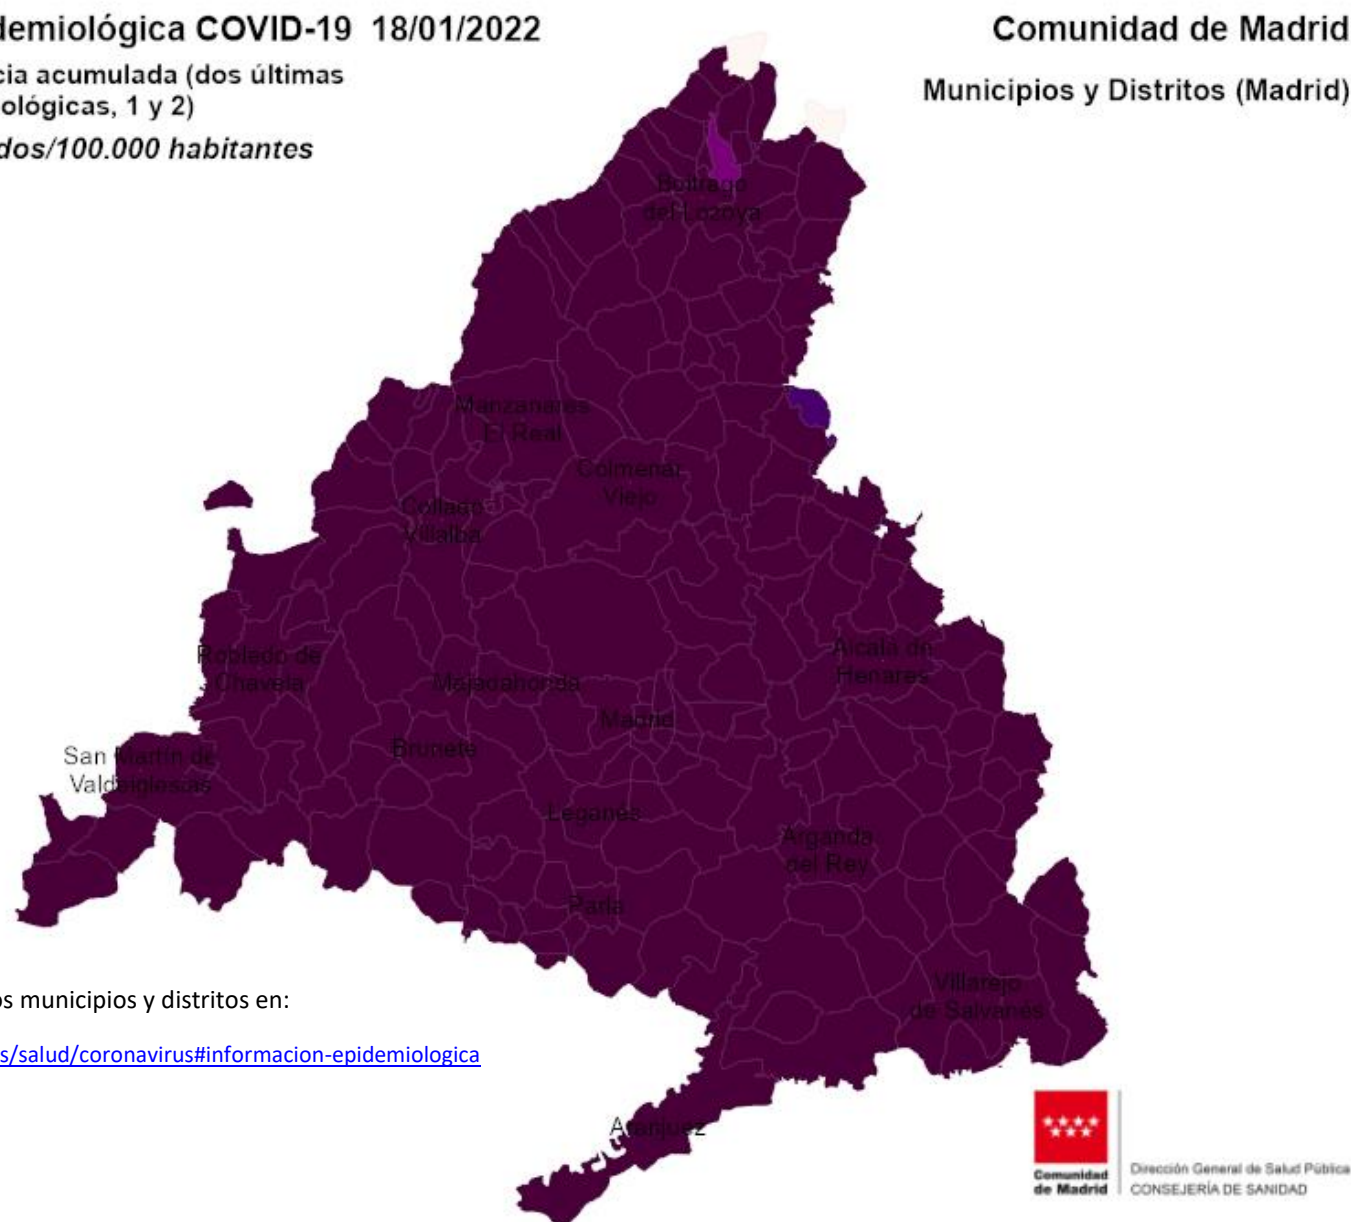 demiológica COVID-19 18/01/2022
Comunidad de Madrid
cia acumulada (dos últimas
ológicas, 1 y 2)
Municipios y Distritos (Madrid)
dos/100.000 habitantes
Buitrago
del Lozoya
Manzanares
El Real
Colmenar
Viejo
Collado
Villalba
Robledo de
Chavela
Alcalá de
Henares
Majadahonda
Madrid
Brunete
San Martín de
Valdeiglesias
Leganés
Arganda
del Rey
Parla
Villarejo
de Salvanés
os municipios y distritos en:
s/salud/coronavirus#informacion-epidemiologica
Aranjuez
Comunidad
de Madrid
Dirección General de Salud Pública
CONSEJERÍA DE SANIDAD